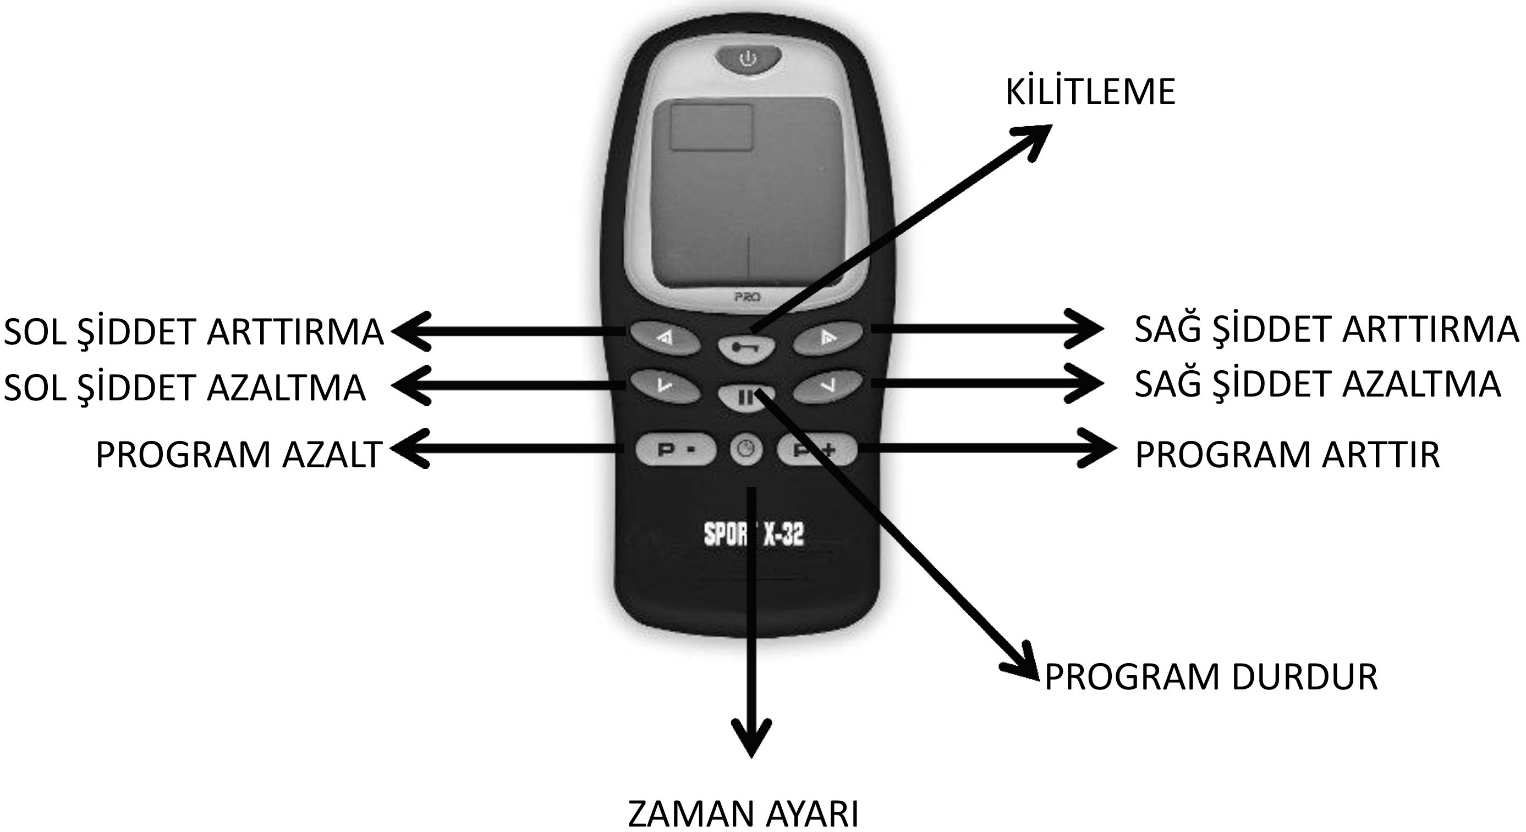 KİLİTLEME
PRO
SOL ŞİDDET ARTTIRMA
SAĞ ŞİDDET ARTTIRMA
SOL ŞİDDET AZALTMA
SAĞ ŞİDDET AZALTMA
PROGRAM AZALT
P -
P +
PROGRAM ARTTIR
SPORT X-32
PROGRAM DURDUR
ZAMAN AYARI